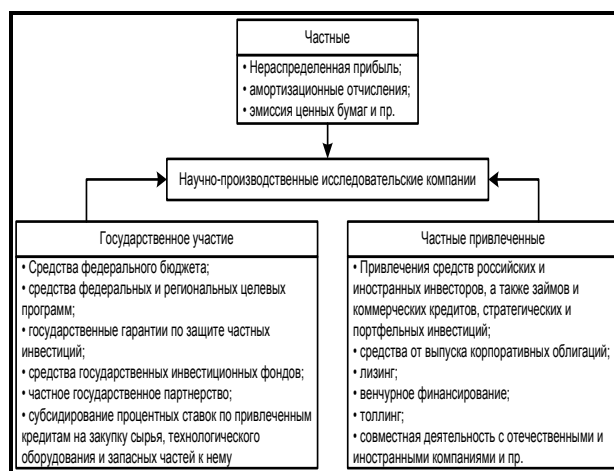 Частные
• Нераспределенная прибыль;
• амортизационные отчисления;
• эмиссия ценных бумаг и пр.
Научно-производственные исследовательские компании
Государственное участие
• Средства федерального бюджета;
• средства федеральных и региональных целевых
программ;
• государственные гарантии по защите частных
инвестиций;
• средства государственных инвестиционных фондов;
• частное государственное партнерство;
• субсидирование процентных ставок по привлеченным
кредитам на закупку сырья, технологического
оборудования и запасных частей к нему
Частные привлеченные
• Привлечения средств российских и
иностранных инвесторов, а также займов и
коммерческих кредитов, стратегических и
портфельных инвестиций;
• средства от выпуска корпоративных облигаций;
• лизинг;
• венчурное финансирование;
• толлинг;
• совместная деятельность с отечественными и
иностранными компаниями и пр.